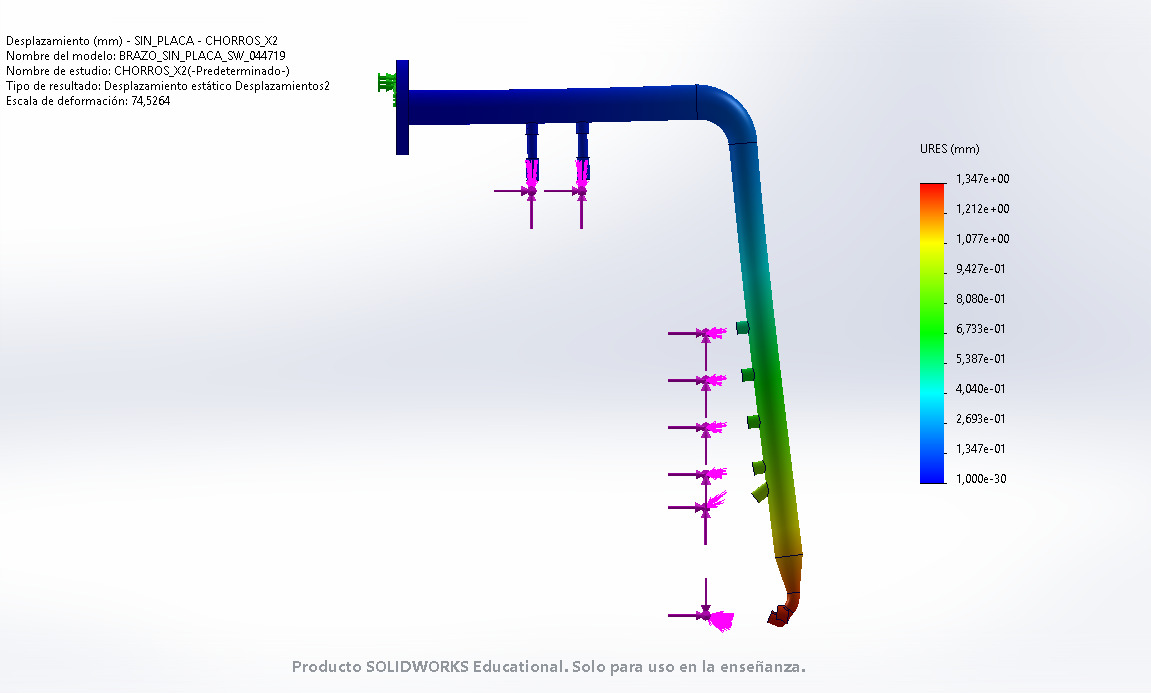 Desplazamiento (mm) - SIN_PLACA - CHORROS_X2
Nombre del modelo: BRAZO_SIN_PLACA_SW_044719
Nombre de estudio: CHORROS_X2(-Predeterminado-)
Tipo de resultado: Desplazamiento estático Desplazamientos2
Escala de deformación: 74,5264
URES (mm)
1,347e+00
1,212e+00
1,077e+00
9,427e-01
8,080e-01
6,733e-01
5,387e-01
4,040e-01
2,693e-01
1,347e-01
1,000e-30
Producto SOLIDWORKS Educational. Solo para uso en la enseñanza.